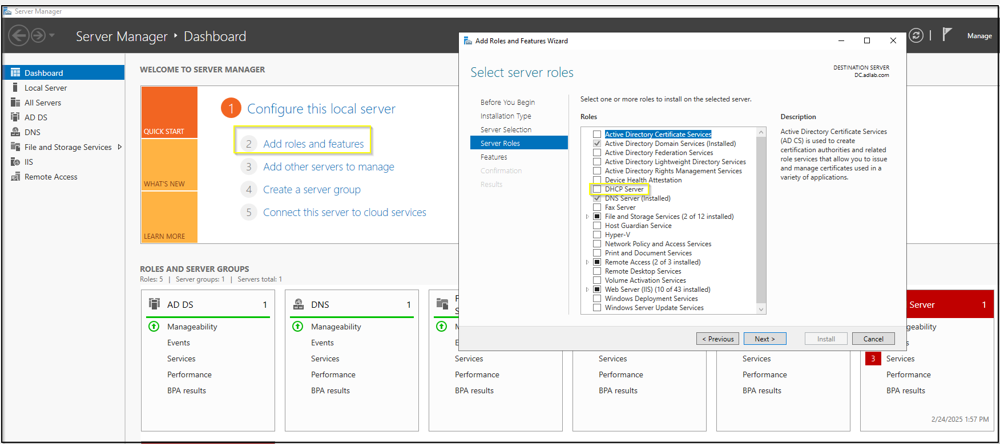 Server Manager
Server Manager ‣ Dashboard
Manage
Dashboard
Local Server
All Servers
AD DS
DNS
File and Storage Services
IIS
Remote Access
WELCOME TO SERVER MANAGER
QUICK START
WHAT'S NEW
LEARN MORE
1 Configure this local server
2 Add roles and features
3 Add other servers to manage
4 Create a server group
5 Connect this server to cloud services
ROLES AND SERVER GROUPS
Roles: 5 | Server groups: 1 | Servers total: 1
AD DS 1
Manageability
Events
Services
Performance
BPA results
DNS 1
Manageability
Events
Services
Performance
BPA results
Services
Performance
BPA results
Services
Performance
BPA results
Services
Performance
BPA results
Server 1
geability
3 Services
Performance
BPA results
2/24/2025 1:57 PM
Add Roles and Features Wizard
Select server roles
DESTINATION SERVER
DC.adlab.com
Before You Begin
Installation Type
Server Selection
Server Roles
Features
Confirmation
Results
Select one or more roles to install on the selected server.
Roles
Active Directory Certificate Services
Active Directory Domain Services (Installed)
Active Directory Federation Services
Active Directory Lightweight Directory Services
Active Directory Rights Management Services
Device Health Attestation
DHCP Server
DNS Server (Installed)
Fax Server
File and Storage Services (2 of 12 installed)
Host Guardian Service
Hyper-V
Network Policy and Access Services
Print and Document Services
Remote Access (2 of 3 installed)
Remote Desktop Services
Volume Activation Services
Web Server (IIS) (10 of 43 installed)
Windows Deployment Services
Windows Server Update Services
Description
Active Directory Certificate Services
(AD CS) is used to create
certification authorities and related
role services that allow you to issue
and manage certificates used in a
variety of applications.
< Previous
Next >
Install
Cancel